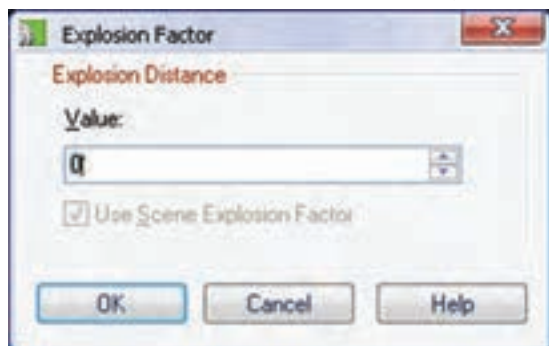 Explosion Factor
Explosion Distance
Value:
0
Use Scene Explosion Factor
OK Cancel Help